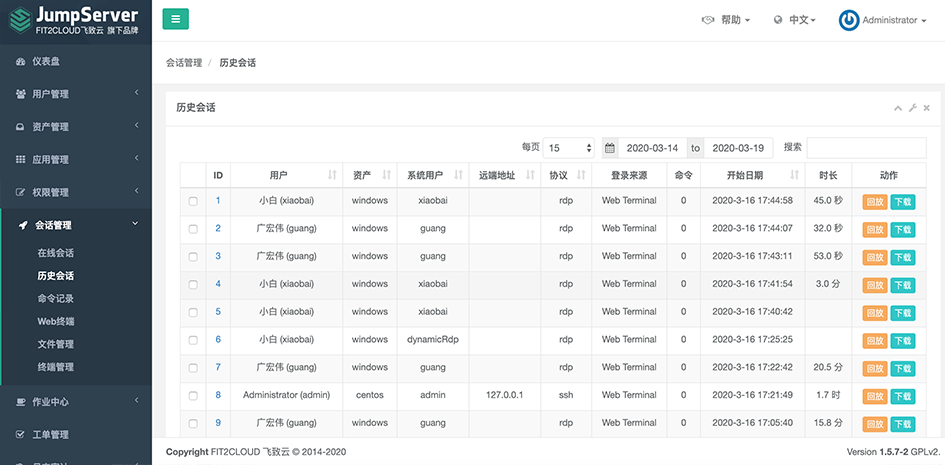 JumpServer
FIT2CLOUD飞致云 旗下品牌
帮助 中文 Administrator
仪表盘
用户管理
资产管理
应用管理
权限管理
会话管理
在线会话
历史会话
命令记录
Web终端
文件管理
终端管理
作业中心
工单管理
会话管理 / 历史会话
历史会话
每页 15 2020-03-14 to 2020-03-19 搜索
ID 用户 资产 系统用户 远端地址 协议 登录来源 命令 开始日期 时长 动作
1 小白 (xiaobai) windows xiaobai rdp Web Terminal 0 2020-3-16 17:44:58 45.0 秒 回放 下载
2 广宏伟 (guang) windows guang rdp Web Terminal 0 2020-3-16 17:44:07 32.0 秒 回放 下载
3 广宏伟 (guang) windows guang rdp Web Terminal 0 2020-3-16 17:43:11 53.0 秒 回放 下载
4 小白 (xiaobai) windows xiaobai rdp Web Terminal 0 2020-3-16 17:41:54 3.0 分 回放 下载
5 小白 (xiaobai) windows xiaobai rdp Web Terminal 0 2020-3-16 17:40:42 回放 下载
6 小白 (xiaobai) windows dynamicRdp rdp Web Terminal 0 2020-3-16 17:25:25 回放 下载
7 广宏伟 (guang) windows guang rdp Web Terminal 0 2020-3-16 17:22:42 20.5 分 回放 下载
8 Administrator (admin) centos admin 127.0.0.1 ssh Web Terminal 0 2020-3-16 17:21:49 1.7 时 回放 下载
9 广宏伟 (guang) windows guang rdp Web Terminal 0 2020-3-16 17:05:40 15.8 分 回放 下载
Copyright FIT2CLOUD 飞致云 © 2014-2020 Version 1.5.7-2 GPLv2.